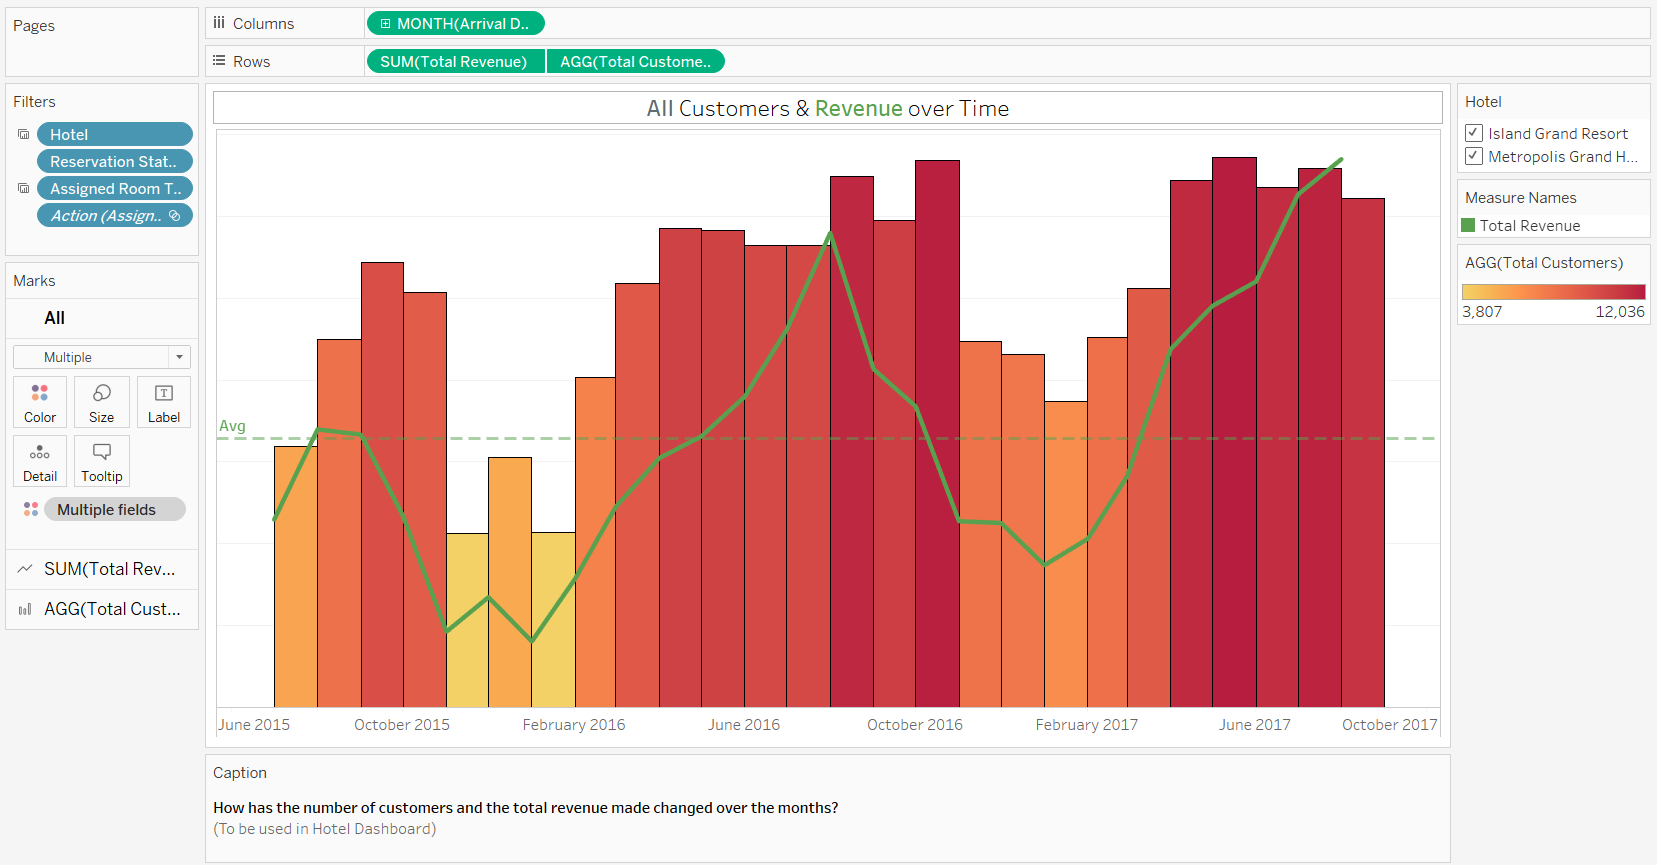 Pages
Columns
MONTH(Arrival D..
Rows
SUM(Total Revenue)
AGG(Total Custome..
Filters
Hotel
Reservation Stat..
Assigned Room T..
Action (Assign..
Marks
All
Multiple
Color
Size
Label
Detail
Tooltip
Multiple fields
SUM(Total Rev...
AGG(Total Cust...
All Customers & Revenue over Time
Avg
June 2015
October 2015
February 2016
June 2016
October 2016
February 2017
June 2017
October 2017
Caption
How has the number of customers and the total revenue made changed over the months?
(To be used in Hotel Dashboard)
Hotel
Island Grand Resort
Metropolis Grand H...
Measure Names
Total Revenue
AGG(Total Customers)
3,807
12,036